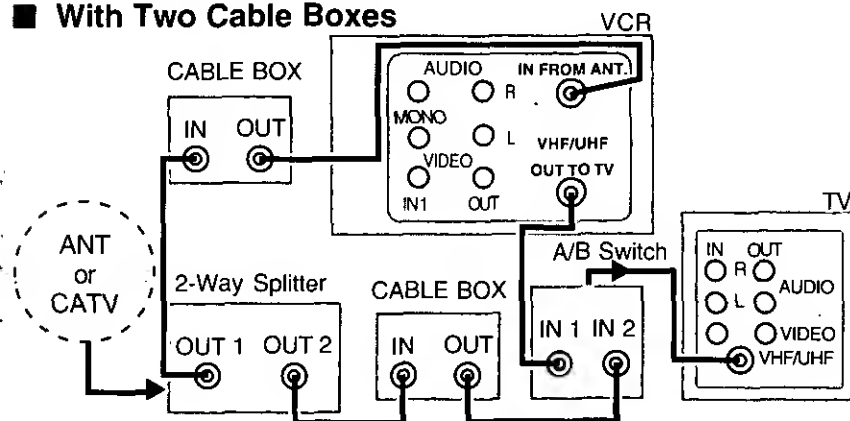 ■ With Two Cable Boxes
VCR
CABLE BOX
IN OUT
AUDIO
IN FROM ANT.
R
MONO
L
VHF/UHF
VIDEO
OUT TO TV
IN1 OUT
ANT
or
CATV
2-Way Splitter
OUT 1 OUT 2
CABLE BOX
IN OUT
A/B Switch
IN 1 IN 2
TV
IN OUT
R
AUDIO
L
VIDEO
VHF/UHF